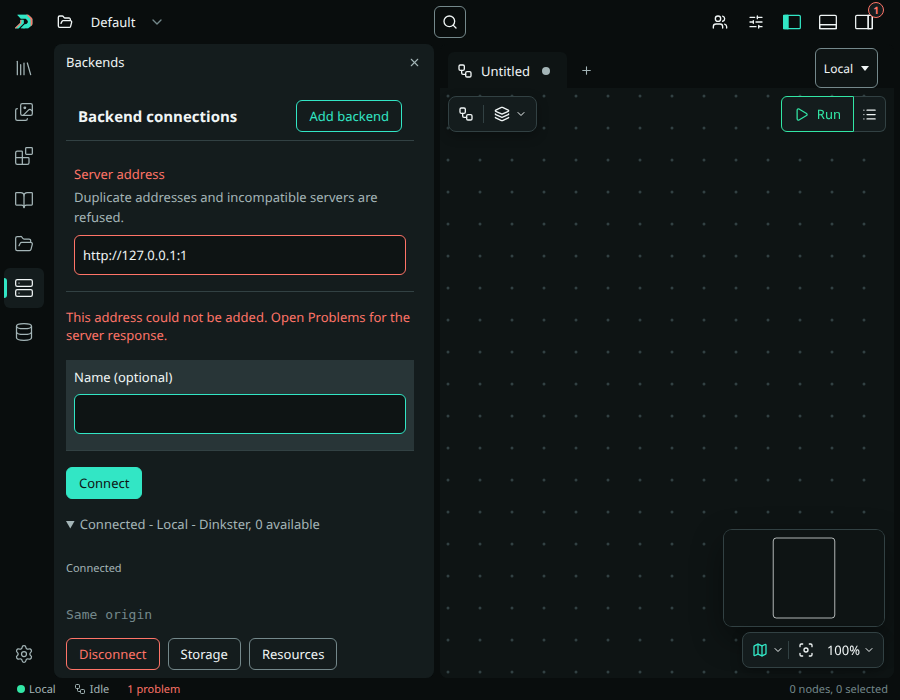 Default
1
Backends
Untitled
Local
Backend connections
Add backend
Run
Server address
Duplicate addresses and incompatible servers are
refused.
http://127.0.0.1:1
This address could not be added. Open Problems for the
server response.
Name (optional)
Connect
Connected - Local - Dinkster, 0 available
Connected
Same origin
Disconnect
Storage
Resources
100%
Local
Idle
1 problem
0 nodes, 0 selected